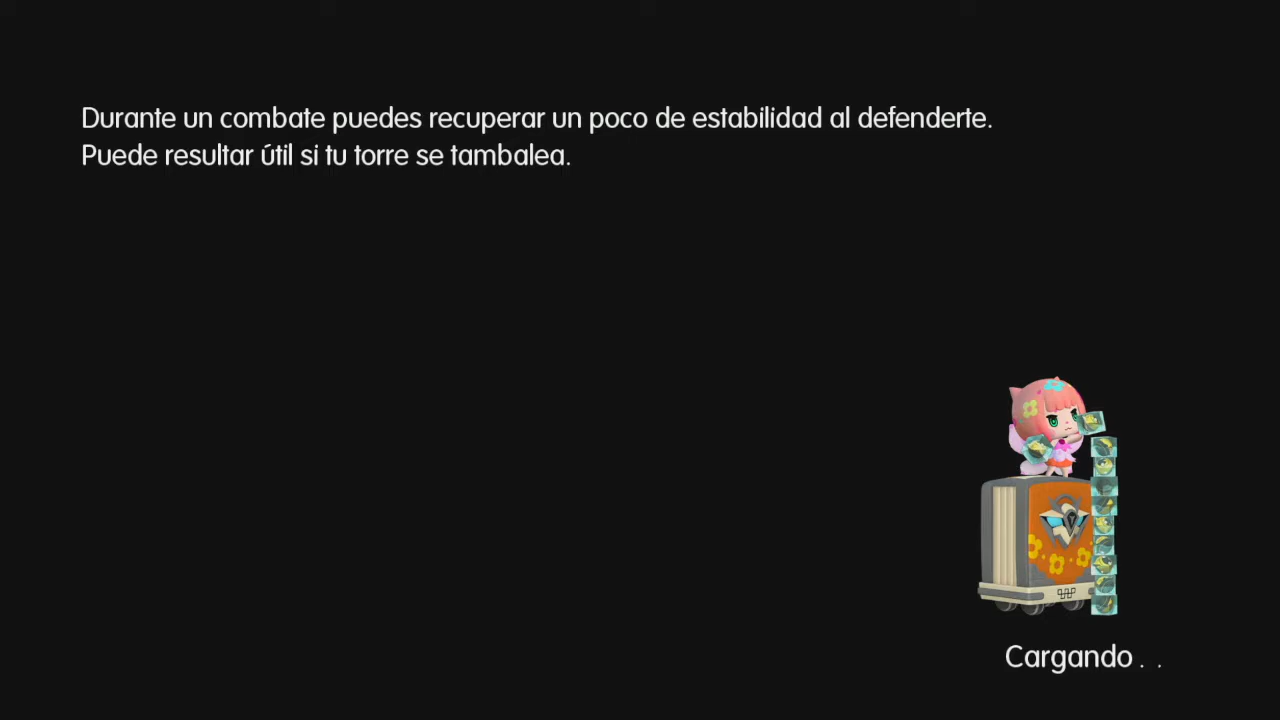 Durante un combate puedes recuperar un poco de estabilidad al defenderte.
Puede resultar útil si tu torre se tambalea.
Cargando . .